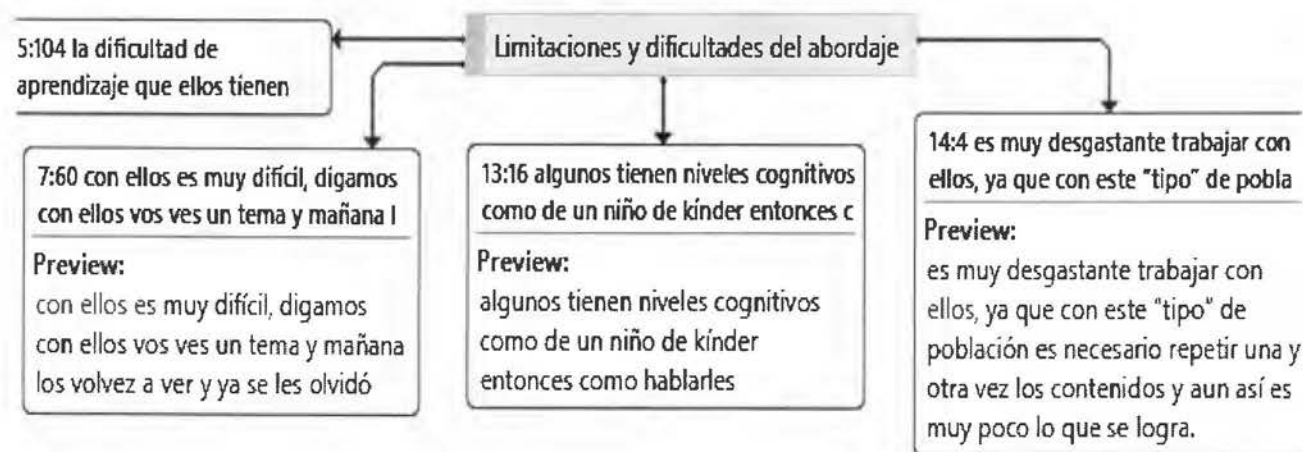 Limitaciones y dificultades del abordaje
5:104 la dificultad de
aprendizaje que ellos tienen
7:60 con ellos es muy difícil, digamos
con ellos vos ves un tema y mañana l
Preview:
con ellos es muy difícil, digamos
con ellos vos ves un tema y mañana
los volvez a ver y ya se les olvidó
13:16 algunos tienen niveles cognitivos
como de un niño de kínder entonces c
Preview:
algunos tienen niveles cognitivos
como de un niño de kínder
entonces como hablarles
14:4 es muy desgastante trabajar con
ellos, ya que con este "tipo" de pobla
Preview:
es muy desgastante trabajar con
ellos, ya que con este "tipo" de
población es necesario repetir una y
otra vez los contenidos y aun así es
muy poco lo que se logra.